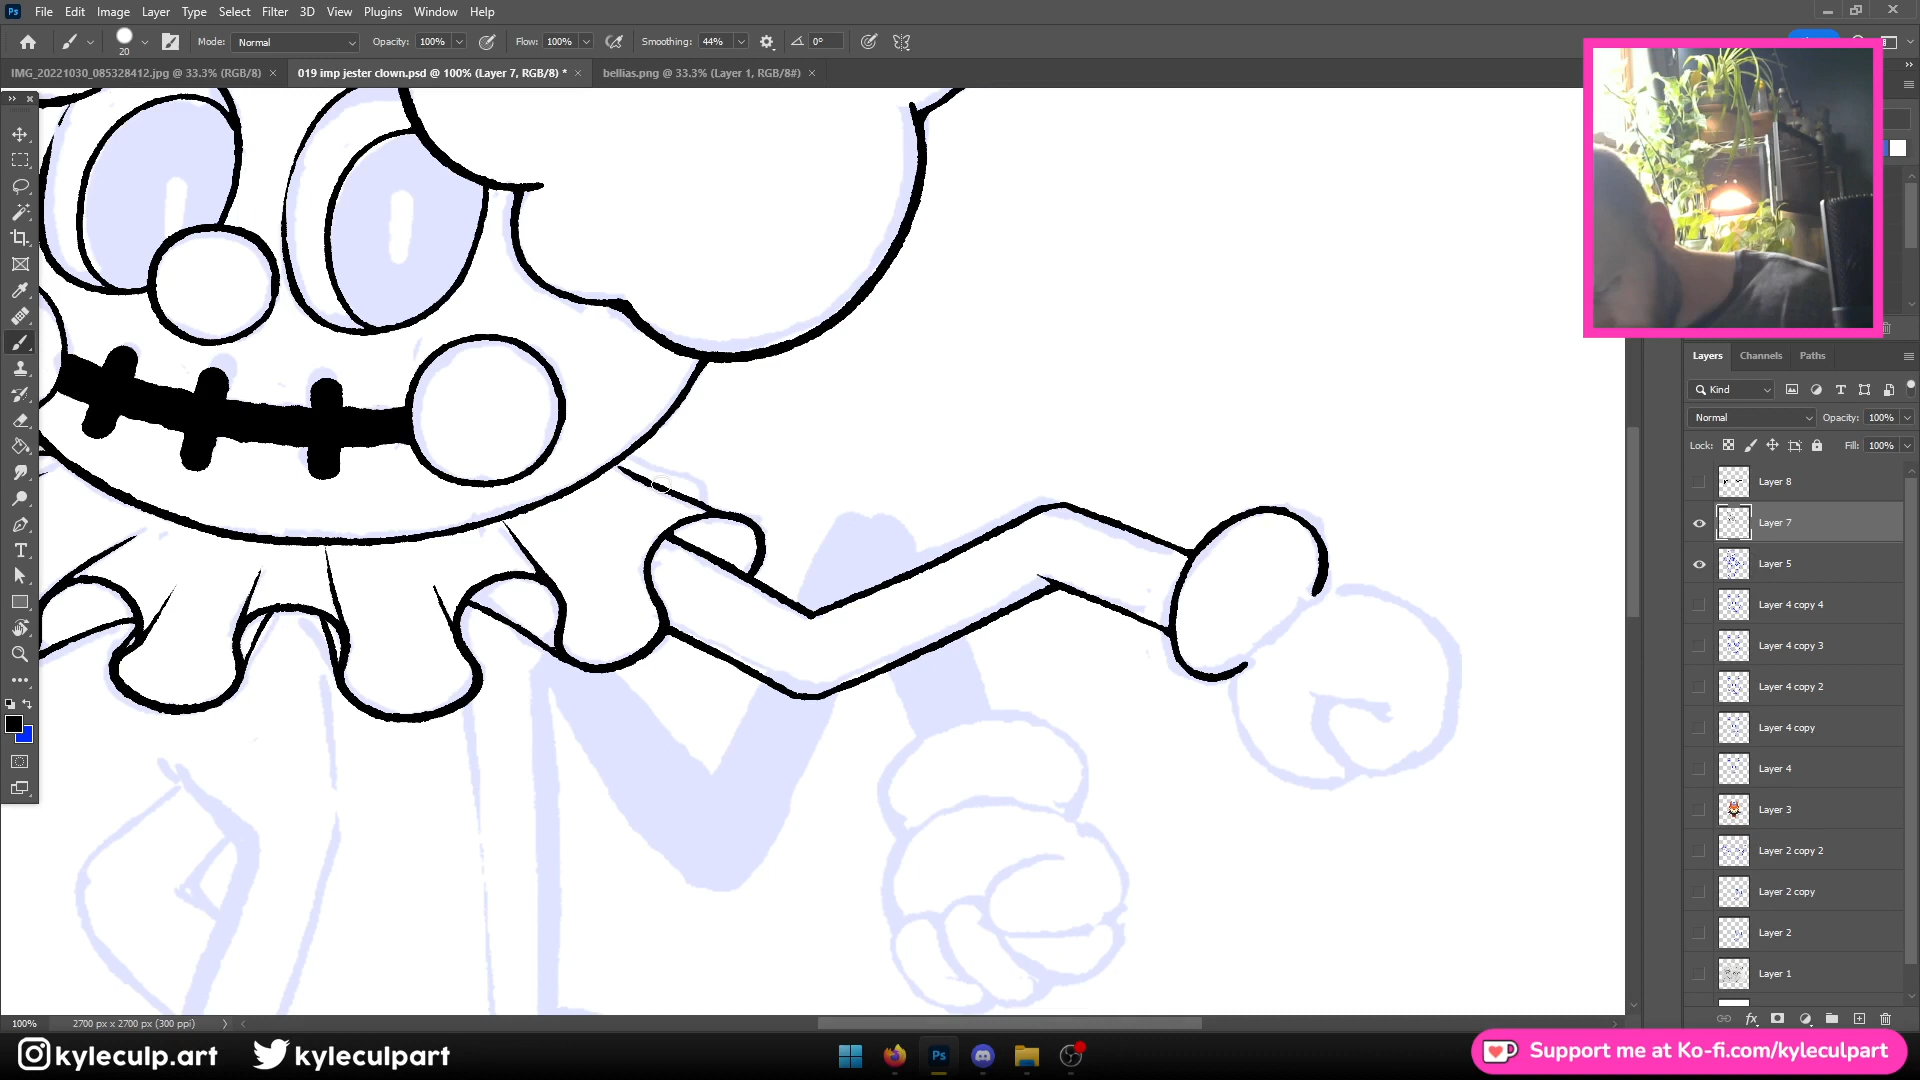 Ps File Edit Image Layer Type Select Filter 3D View Plugins Window Help
20 Mode: Normal Opacity: 100% Flow: 100% Smoothing: 44% 0°
IMG_20221030_085328412.jpg @ 33.3% (RGB/8) × 019 imp jester clown.psd @ 100% (Layer 7, RGB/8) * × bellias.png @ 33.3% (Layer 1, RGB/8#) ×
Layers Channels Paths
Kind
Normal Opacity: 100%
Lock: Fill: 100%
Layer 8
Layer 7
Layer 5
Layer 4 copy 4
Layer 4 copy 3
Layer 4 copy 2
Layer 4 copy
Layer 4
Layer 3
Layer 2 copy 2
Layer 2 copy
Layer 2
Layer 1
100% 2700 px x 2700 px (300 ppi)
kyleculp.art kyleculpart Ps Support me at Ko-fi.com/kyleculpart